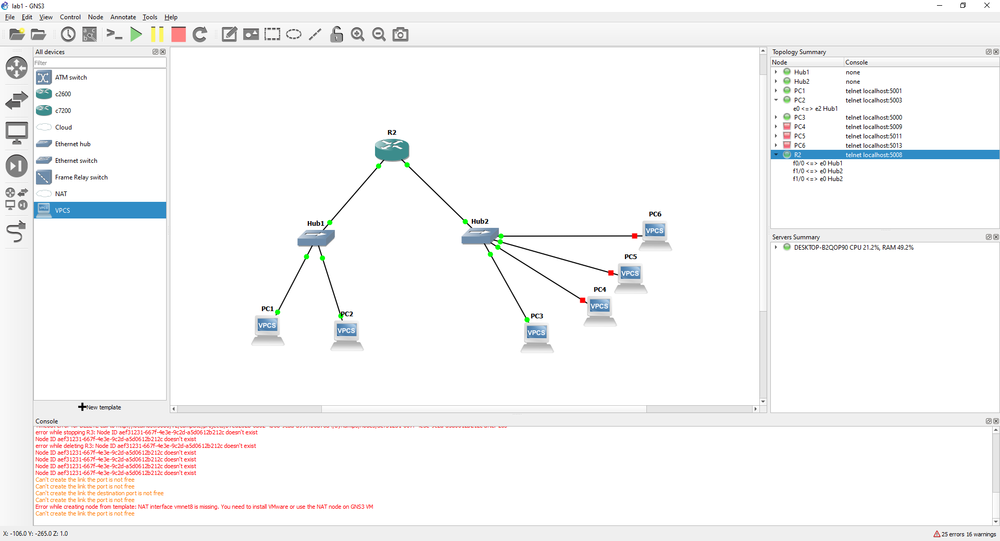 lab1 - GNS3
File Edit View Control Node Annotate Tools Help
All devices
Filter
ATM switch
c2600
c7200
Cloud
Ethernet hub
Ethernet switch
Frame Relay switch
NAT
VPCS
VPCS
New template
R2
Hub1
Hub2
PC6
VPCS
PC5
VPCS
PC4
VPCS
PC1
VPCS
PC2
VPCS
PC3
VPCS
Topology Summary
Node Console
Hub1 none
Hub2 none
PC1 telnet localhost:5001
PC2 telnet localhost:5003
e0 <=> e2 Hub1
PC3 telnet localhost:5000
PC4 telnet localhost:5009
PC5 telnet localhost:5011
PC6 telnet localhost:5013
R2 telnet localhost:5008
f0/0 <=> e0 Hub1
f1/0 <=> e0 Hub2
f1/0 <=> e0 Hub2
Servers Summary
DESKTOP-B2QOP90 CPU 21.2%, RAM 49.2%
Console
error while stopping R3: Node ID aef31231-667f-4e3e-9c2d-a5d0612b212c doesn't exist
Node ID aef31231-667f-4e3e-9c2d-a5d0612b212c doesn't exist
error while deleting R3: Node ID aef31231-667f-4e3e-9c2d-a5d0612b212c doesn't exist
Node ID aef31231-667f-4e3e-9c2d-a5d0612b212c doesn't exist
Node ID aef31231-667f-4e3e-9c2d-a5d0612b212c doesn't exist
Node ID aef31231-667f-4e3e-9c2d-a5d0612b212c doesn't exist
Node ID aef31231-667f-4e3e-9c2d-a5d0612b212c doesn't exist
Can't create the link the port is not free
Can't create the link the port is not free
Can't create the link the destination port is not free
Can't create the link the port is not free
Error while creating node from template: NAT interface vmnet8 is missing. You need to install VMware or use the NAT node on GNS3 VM
Can't create the link the port is not free
X: -106.0 Y: -265.0 Z: 1.0
25 errors 16 warnings